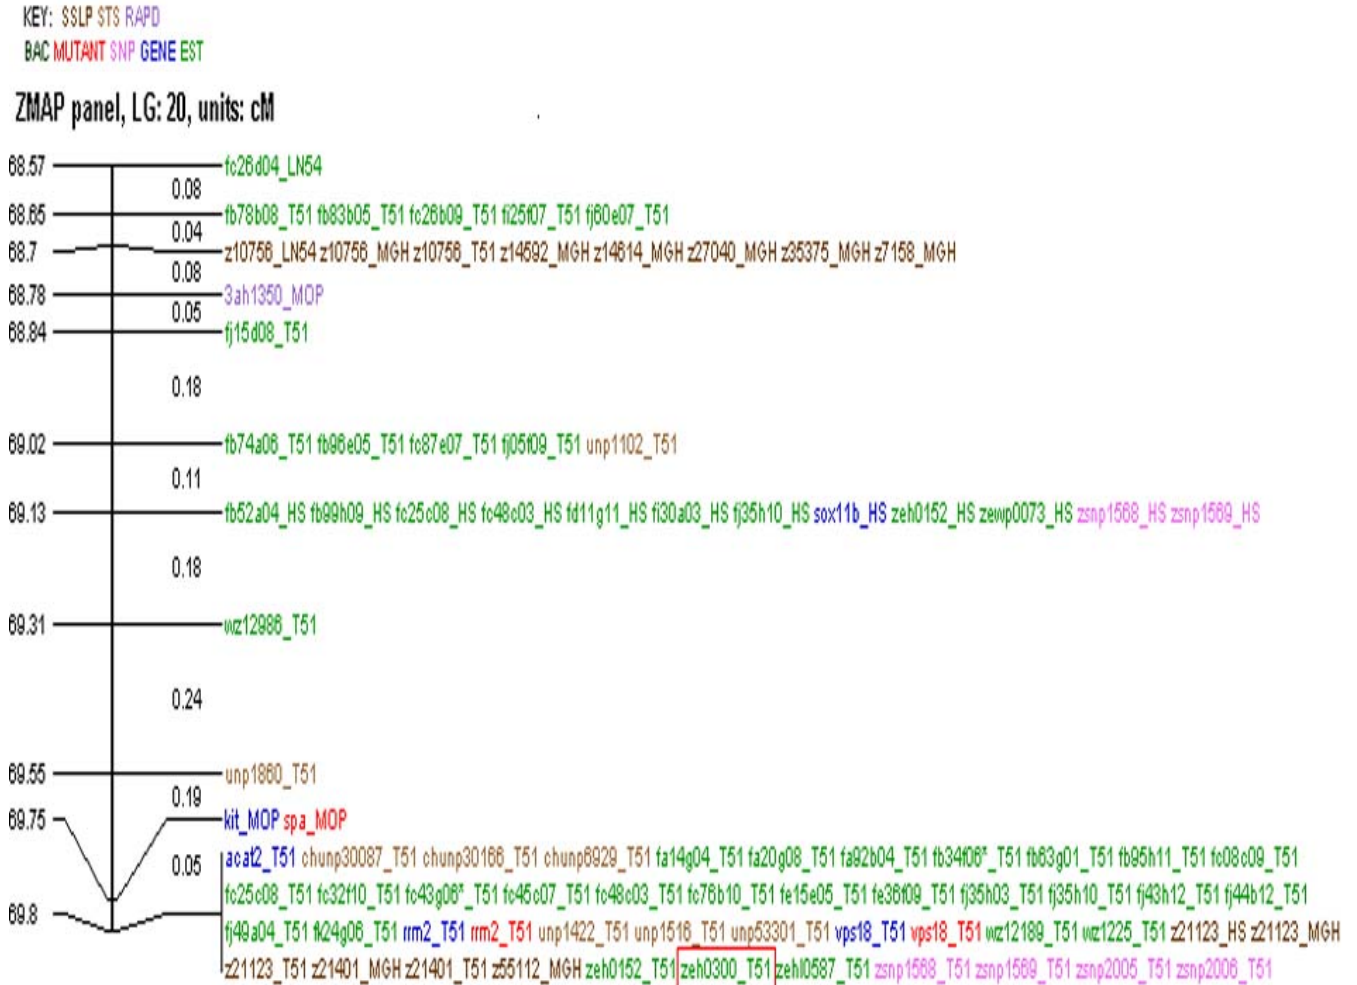 KEY: SSLP STS RAPD
BAC MUTANT SNP GENE EST
ZMAP panel, LG: 20, units: cM
68.57 fc26d04_LN54
0.08
68.65 fb78b08_T51 fb83b05_T51 fc26b09_T51 fi25f07_T51 fj60e07_T51
0.04
68.7 z10756_LN54 z10756_MGH z10756_T51 z14592_MGH z14614_MGH z27040_MGH z35375_MGH z7158_MGH
0.08
68.78 3ah1350_MOP
0.05
68.84 fj15d08_T51
0.18
69.02 fb74a06_T51 fb96e05_T51 fc87e07_T51 fj05f09_T51 unp1102_T51
0.11
69.13 fb52a04_HS fb99h09_HS fc25c08_HS fc48c03_HS fd11g11_HS fi30a03_HS fj35h10_HS sox11b_HS zeh0152_HS zewp0073_HS zsnp1568_HS zsnp1569_HS
0.18
69.31 wz12986_T51
0.24
69.55 unp1860_T51
0.19
69.75 kit_MOP spa_MOP
0.05
acat2_T51 chunp30087_T51 chunp30166_T51 chunp6929_T51 fa14g04_T51 fa20g08_T51 fa92b04_T51 fb34f06*_T51 fb63g01_T51 fb95h11_T51 fc08c09_T51
fc25c08_T51 fc32f10_T51 fc43g06*_T51 fc45c07_T51 fc48c03_T51 fc76b10_T51 fe15e05_T51 fe36f09_T51 fj35h03_T51 fj35h10_T51 fj43h12_T51 fj44b12_T51
69.8 fj49a04_T51 fk24g06_T51 rrm2_T51 rrm2_T51 unp1422_T51 unp1516_T51 unp53301_T51 vps18_T51 vps18_T51 wz12189_T51 wz1225_T51 z21123_HS z21123_MGH
z21123_T51 z21401_MGH z21401_T51 z55112_MGH zeh0152_T51 zeh0300_T51 zehl0587_T51 zsnp1568_T51 zsnp1569_T51 zsnp2005_T51 zsnp2006_T51